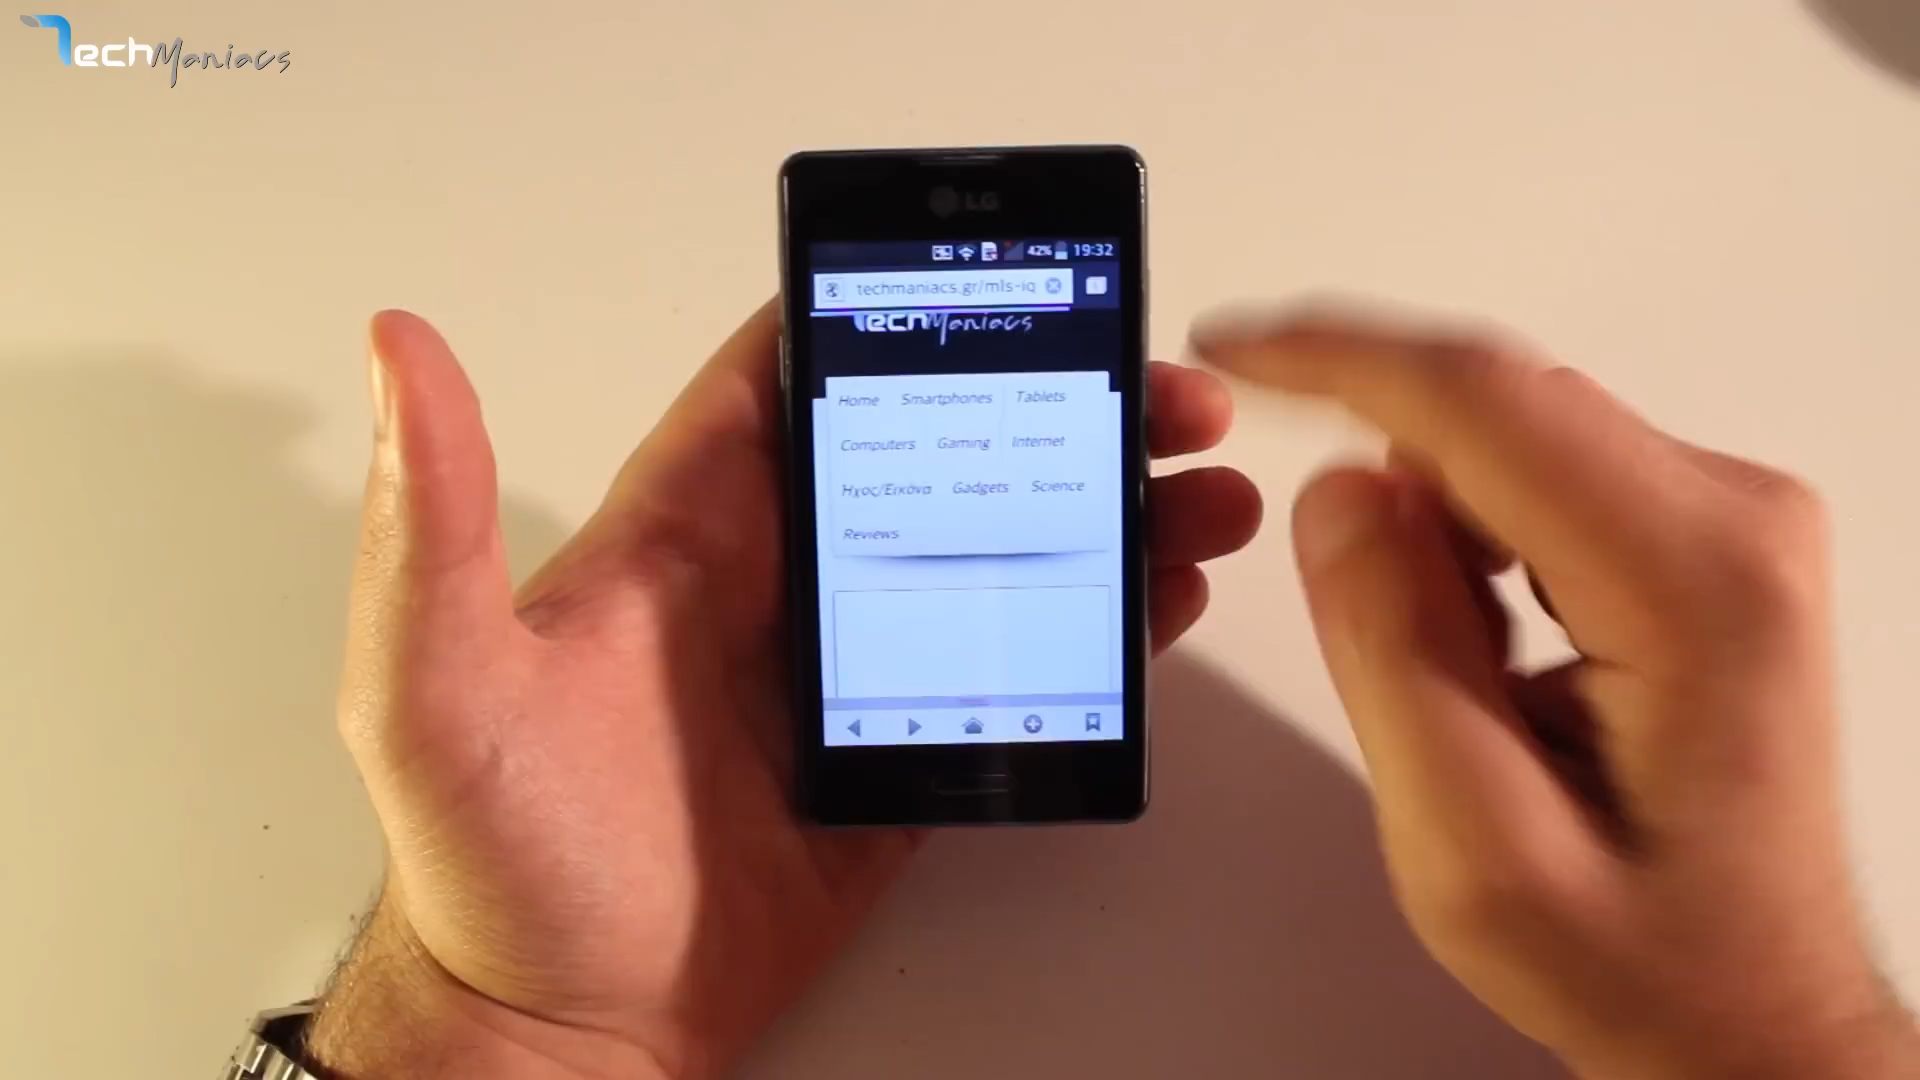 TechManiacs
LG
42% 19:32
techmaniacs.gr/mls-iq
TechManiacs
Home Smartphones Tablets
Computers Gaming Internet
Ήχος/Εικόνα Gadgets Science
Reviews